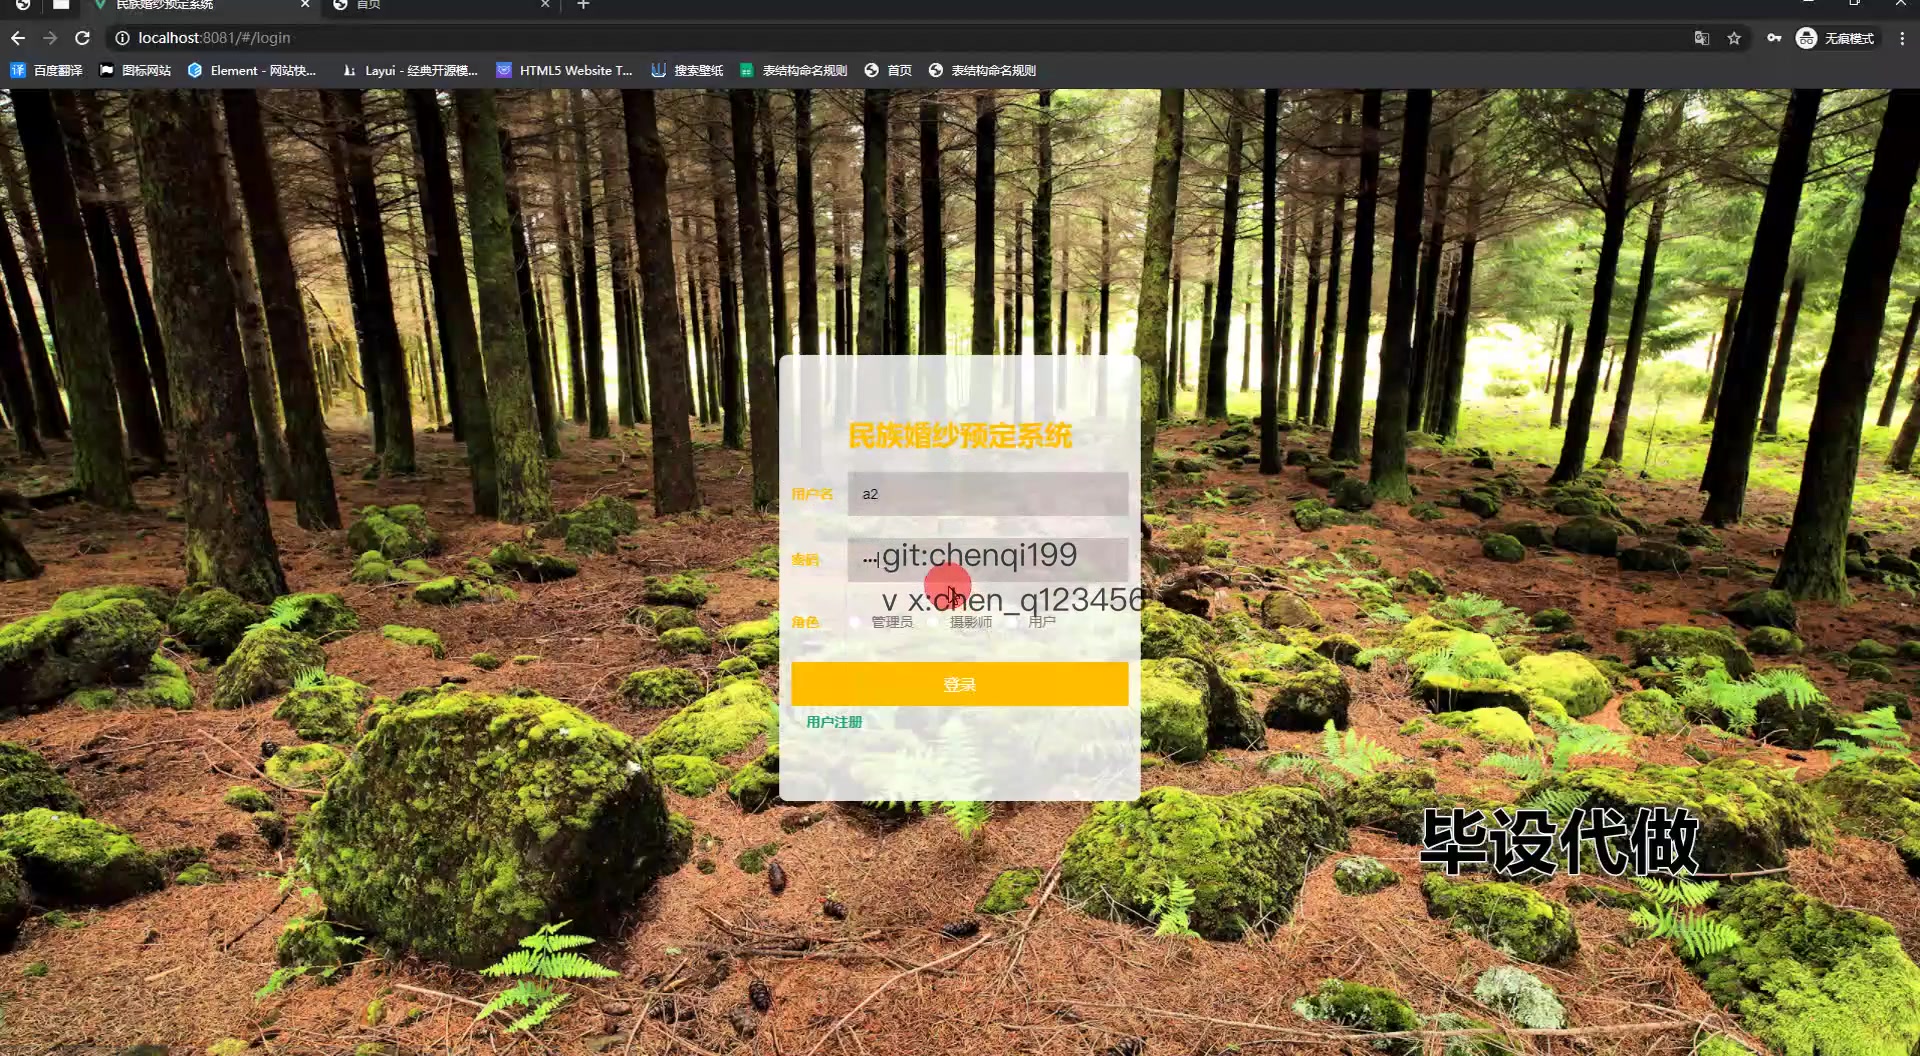 民族婚纱预定系统
首页
localhost:8081/#/login
无痕模式
百度翻译
图标网站
Element - 网站快...
Layui - 经典开源模...
HTML5 Website T...
搜索壁纸
表结构命名规则
首页
表结构命名规则
民族婚纱预定系统
用户名
a2
密码
git:chenqi199
v x:chen_q123456
角色
管理员
摄影师
用户
登录
用户注册
毕设代做